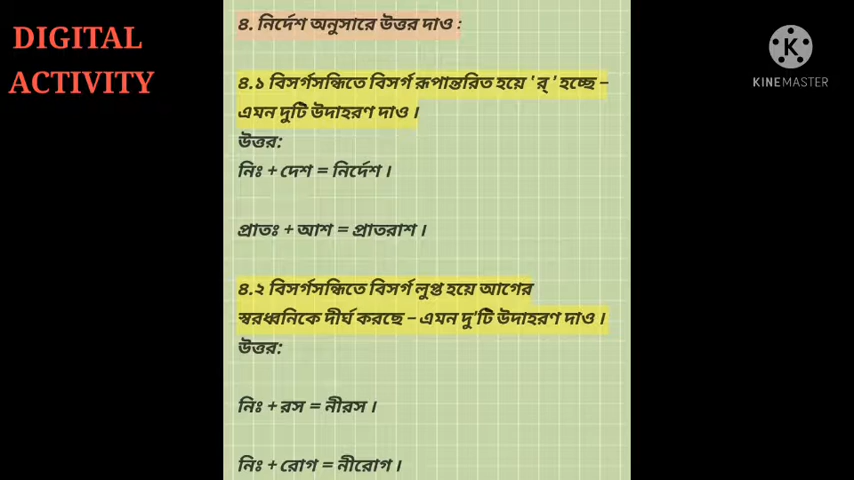 DIGITAL
ACTIVITY
KINEMASTER
৪. নির্দেশ অনুসারে উত্তর দাও :
৪.১ বিসর্গসন্ধিতে বিসর্গ রূপান্তরিত হয়ে ' র্ ' হচ্ছে –
এমন দুটি উদাহরণ দাও ।
উত্তর:
নিঃ + দেশ = নির্দেশ ।
প্রাতঃ + আশ = প্রাতরাশ ।
৪.২ বিসর্গসন্ধিতে বিসর্গ লুপ্ত হয়ে আগের
স্বরধ্বনিকে দীর্ঘ করছে – এমন দু'টি উদাহরণ দাও ।
উত্তর:
নিঃ + রস = নীরস ।
নিঃ + রোগ = নীরোগ ।